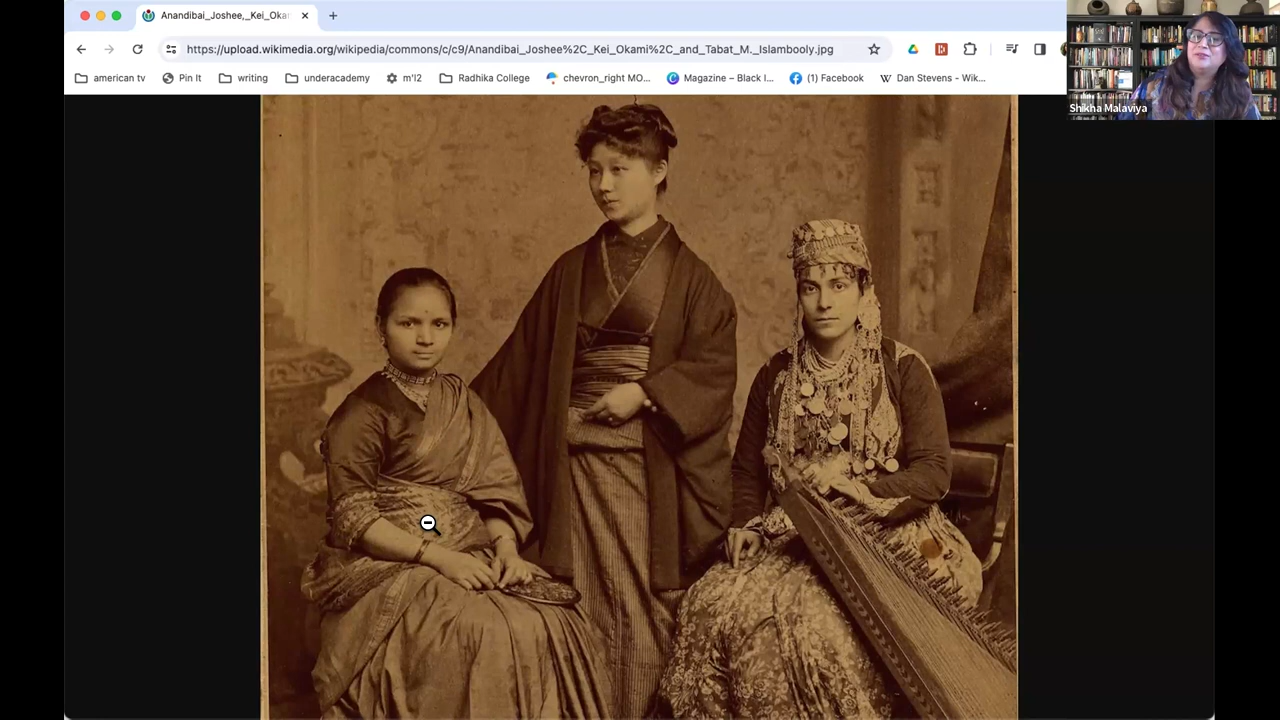 Anandibai_Joshee,_Kei_Oka
https://upload.wikimedia.org/wikipedia/commons/c/c9/Anandibai_Joshee%2C_Kei_Okami%2C_and_Tabat_M._Islambooly.jpg
american tv Pin It writing underacademy m'l2 Radhika College chevron_right MO... Magazine – Black I... (1) Facebook Dan Stevens - Wik...
Shikha Malaviya